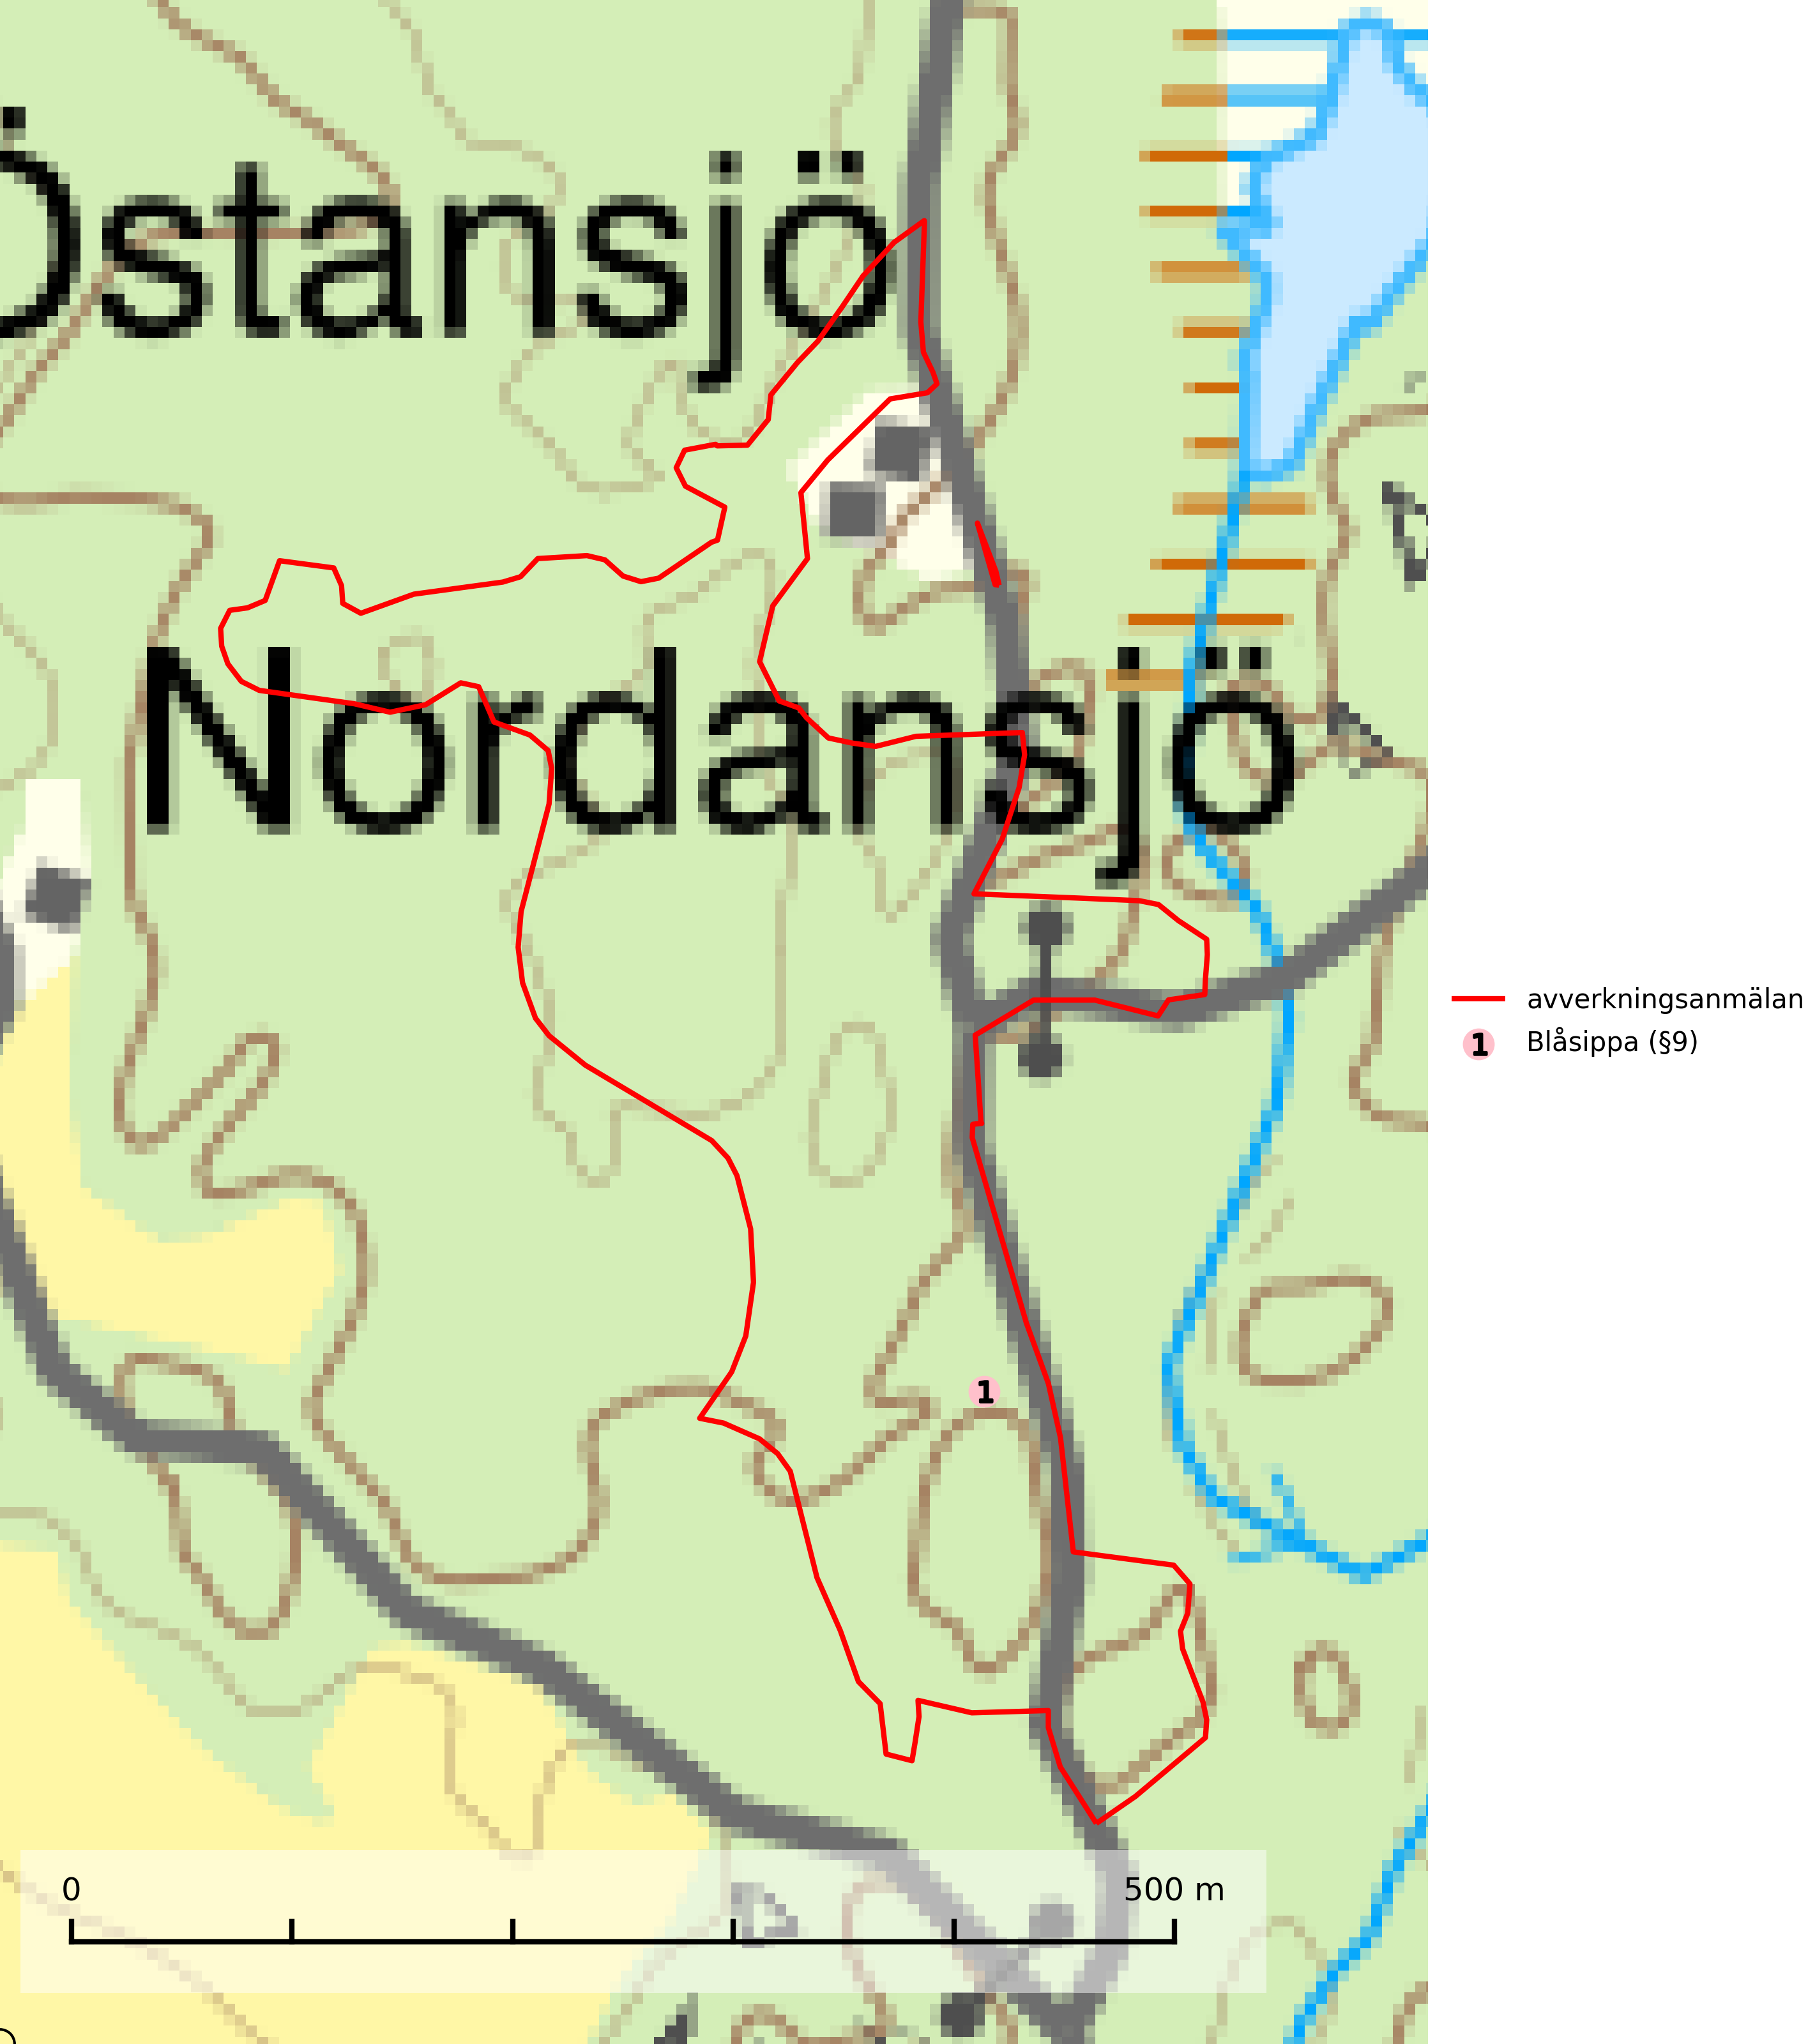 Östansjö
Nordansjö
avverkningsanmälan
1 Blåsippa (§9)
1
0 500 m